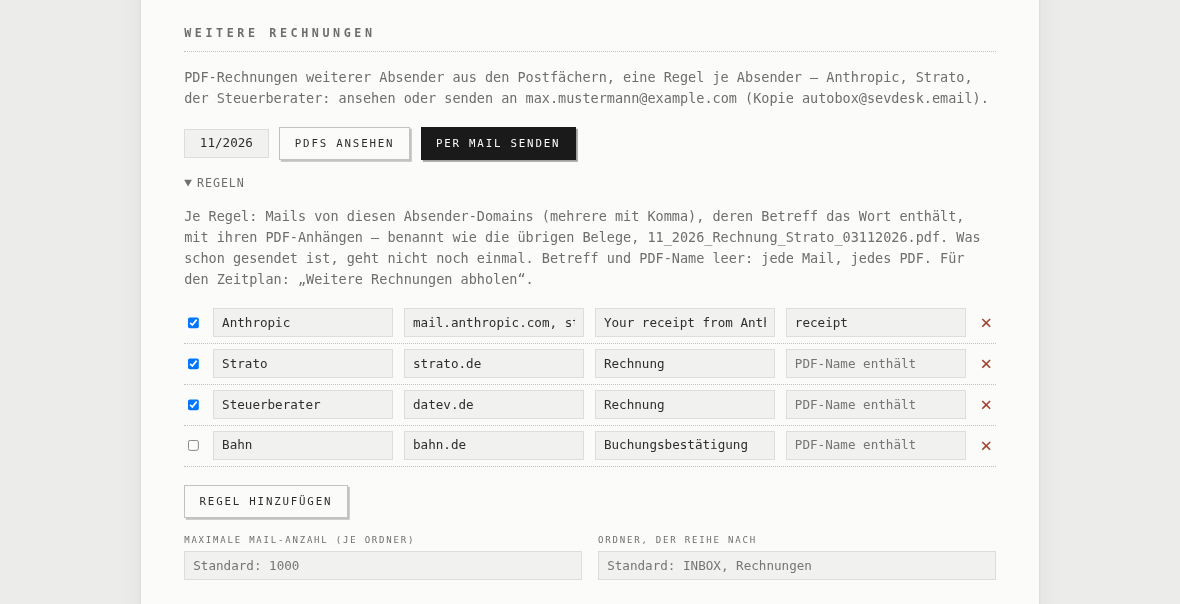 WEITERE RECHNUNGEN
PDF-Rechnungen weiterer Absender aus den Postfächern, eine Regel je Absender — Anthropic, Strato,
der Steuerberater: ansehen oder senden an max.mustermann@example.com (Kopie autobox@sevdesk.email).
11/2026 PDFS ANSEHEN PER MAIL SENDEN
▼ REGELN
Je Regel: Mails von diesen Absender-Domains (mehrere mit Komma), deren Betreff das Wort enthält,
mit ihren PDF-Anhängen — benannt wie die übrigen Belege, 11_2026_Rechnung_Strato_03112026.pdf. Was
schon gesendet ist, geht nicht noch einmal. Betreff und PDF-Name leer: jede Mail, jedes PDF. Für
den Zeitplan: „Weitere Rechnungen abholen“.
Anthropic mail.anthropic.com, st Your receipt from Anth receipt ✕
Strato strato.de Rechnung PDF-Name enthält ✕
Steuerberater datev.de Rechnung PDF-Name enthält ✕
Bahn bahn.de Buchungsbestätigung PDF-Name enthält ✕
REGEL HINZUFÜGEN
MAXIMALE MAIL-ANZAHL (JE ORDNER) ORDNER, DER REIHE NACH
Standard: 1000 Standard: INBOX, Rechnungen